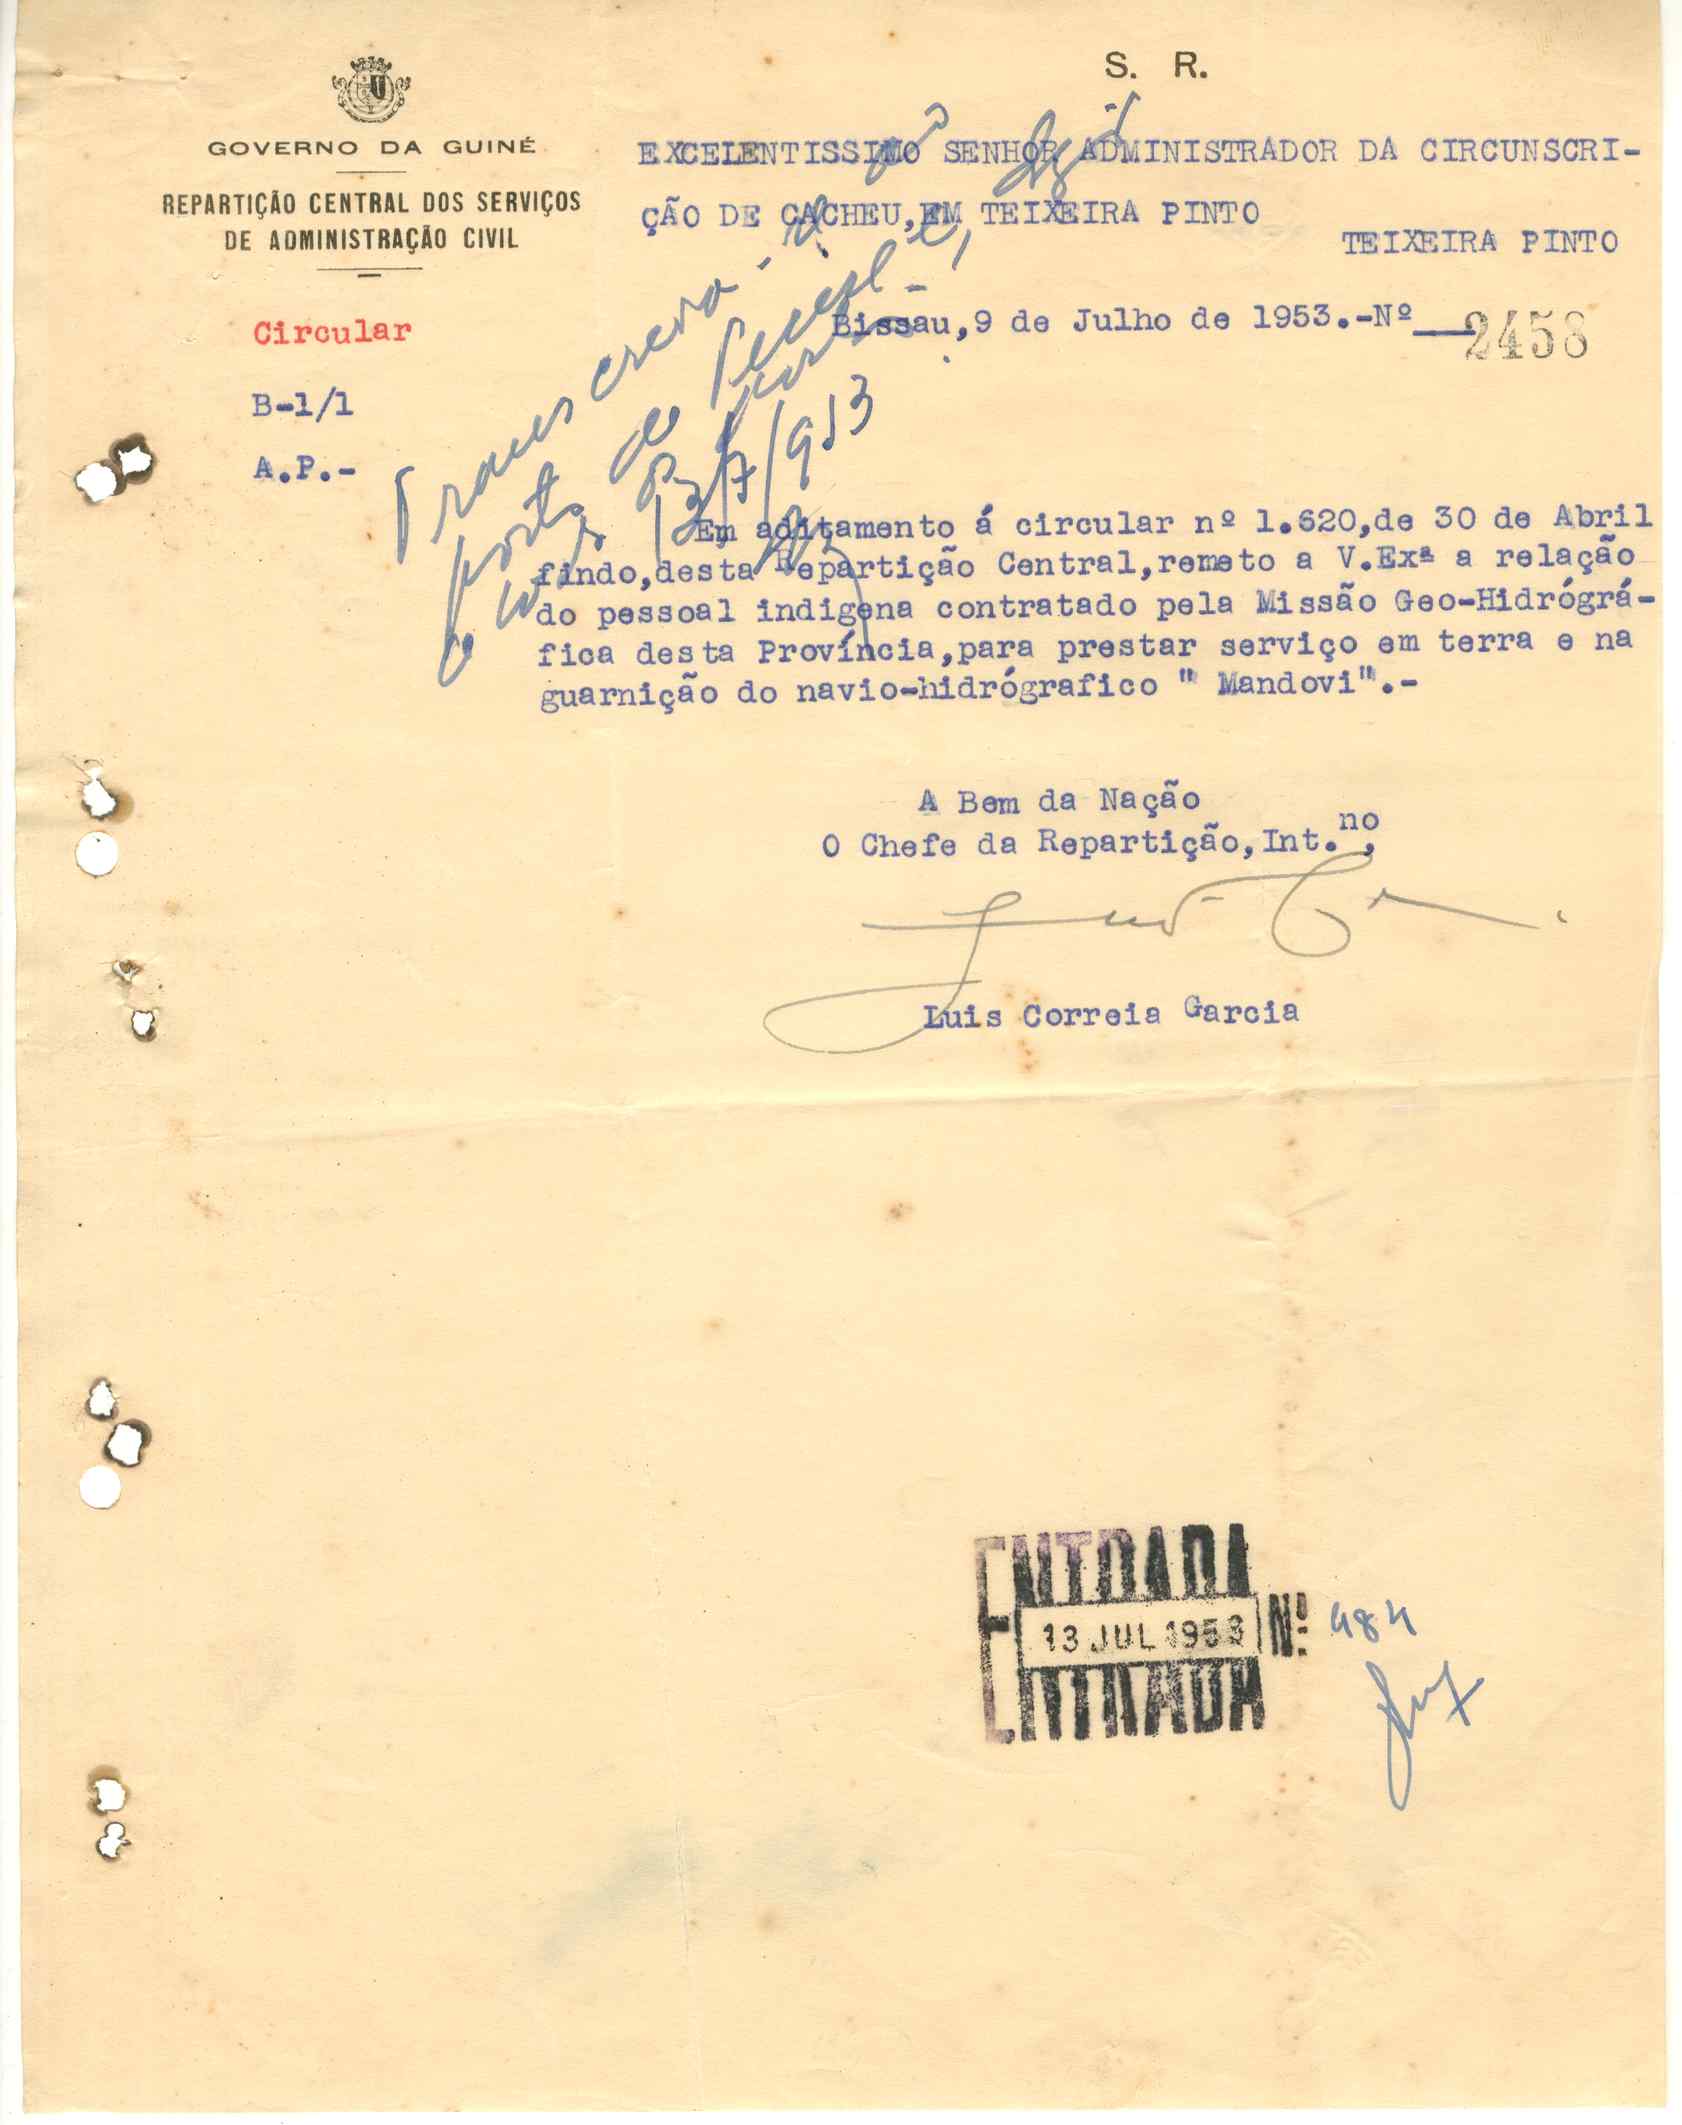 S. R.
GOVERNO DA GUINÉ
REPARTIÇÃO CENTRAL DOS SERVIÇOS
DE ADMINISTRAÇÃO CIVIL
EXCELENTISSIMO SENHOR ADMINISTRADOR DA CIRCUNSCRI-
ÇÃO DE CACHEU,EM TEIXEIRA PINTO
TEIXEIRA PINTO
Circular
Bissau,9 de Julho de 1953.-Nº 2458
B-1/1
A.P.-
Transcreva-se
posto de
13/7/953
Em aditamento á circular nº 1.620,de 30 de Abril
findo,desta Repartição Central,remeto a V.Exª a relação
do pessoal indigena contratado pela Missão Geo-Hidrógrá-
fica desta Província,para prestar serviço em terra e na
guarnição do navio-hidrógrafico " Mandovi".-
A Bem da Nação
O Chefe da Repartição,Int.no,
Luis Correia Garcia
ENTRADA
13 JUL 1953 Nº 484
ENTRADA